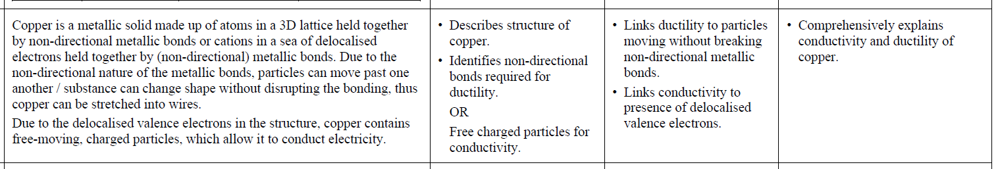 Copper is a metallic solid made up of atoms in a 3D lattice held together
by non-directional metallic bonds or cations in a sea of delocalised
electrons held together by (non-directional) metallic bonds. Due to the
non-directional nature of the metallic bonds, particles can move past one
another / substance can change shape without disrupting the bonding, thus
copper can be stretched into wires.
Due to the delocalised valence electrons in the structure, copper contains
free-moving, charged particles, which allow it to conduct electricity.
• Describes structure of
copper.
• Identifies non-directional
bonds required for
ductility.
OR
Free charged particles for
conductivity.
• Links ductility to particles
moving without breaking
non-directional metallic
bonds.
• Links conductivity to
presence of delocalised
valence electrons.
• Comprehensively explains
conductivity and ductility of
copper.